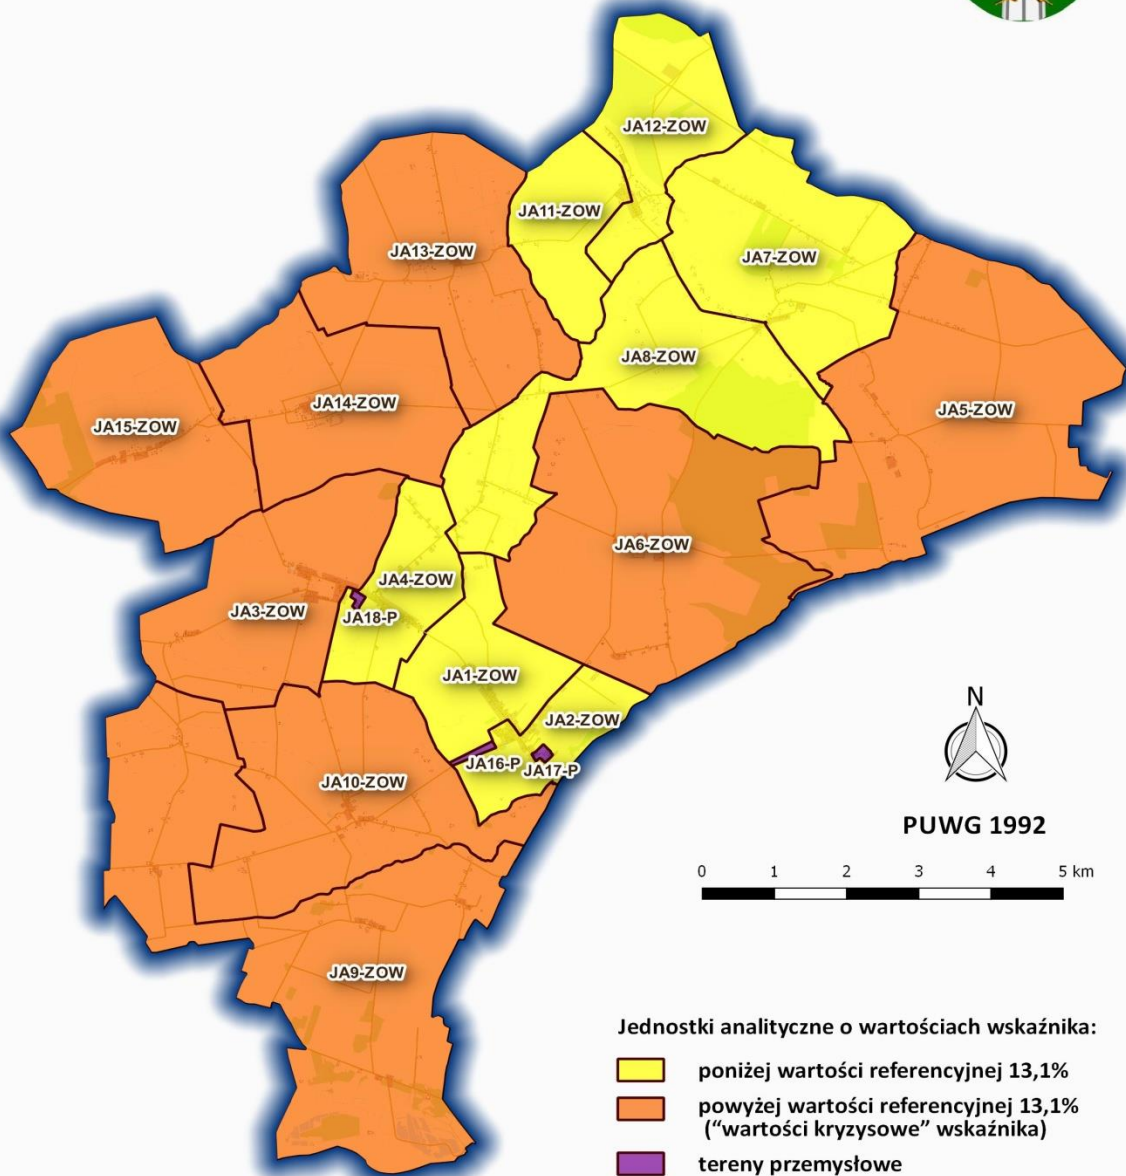 JA12-ZOW
JA11-ZOW
JA13-ZOW
JA7-ZOW
JA8-ZOW
JA14-ZOW
JA5-ZOW
JA15-ZOW
JA6-ZOW
JA4-ZOW
JA3-ZOW
JA18-P
JA1-ZOW
JA2-ZOW
JA16-P
JA17-P
JA10-ZOW
JA9-ZOW
N
PUWG 1992
0 1 2 3 4 5 km
Jednostki analityczne o wartościach wskaźnika:
poniżej wartości referencyjnej 13,1%
powyżej wartości referencyjnej 13,1%
("wartości kryzysowe" wskaźnika)
tereny przemysłowe